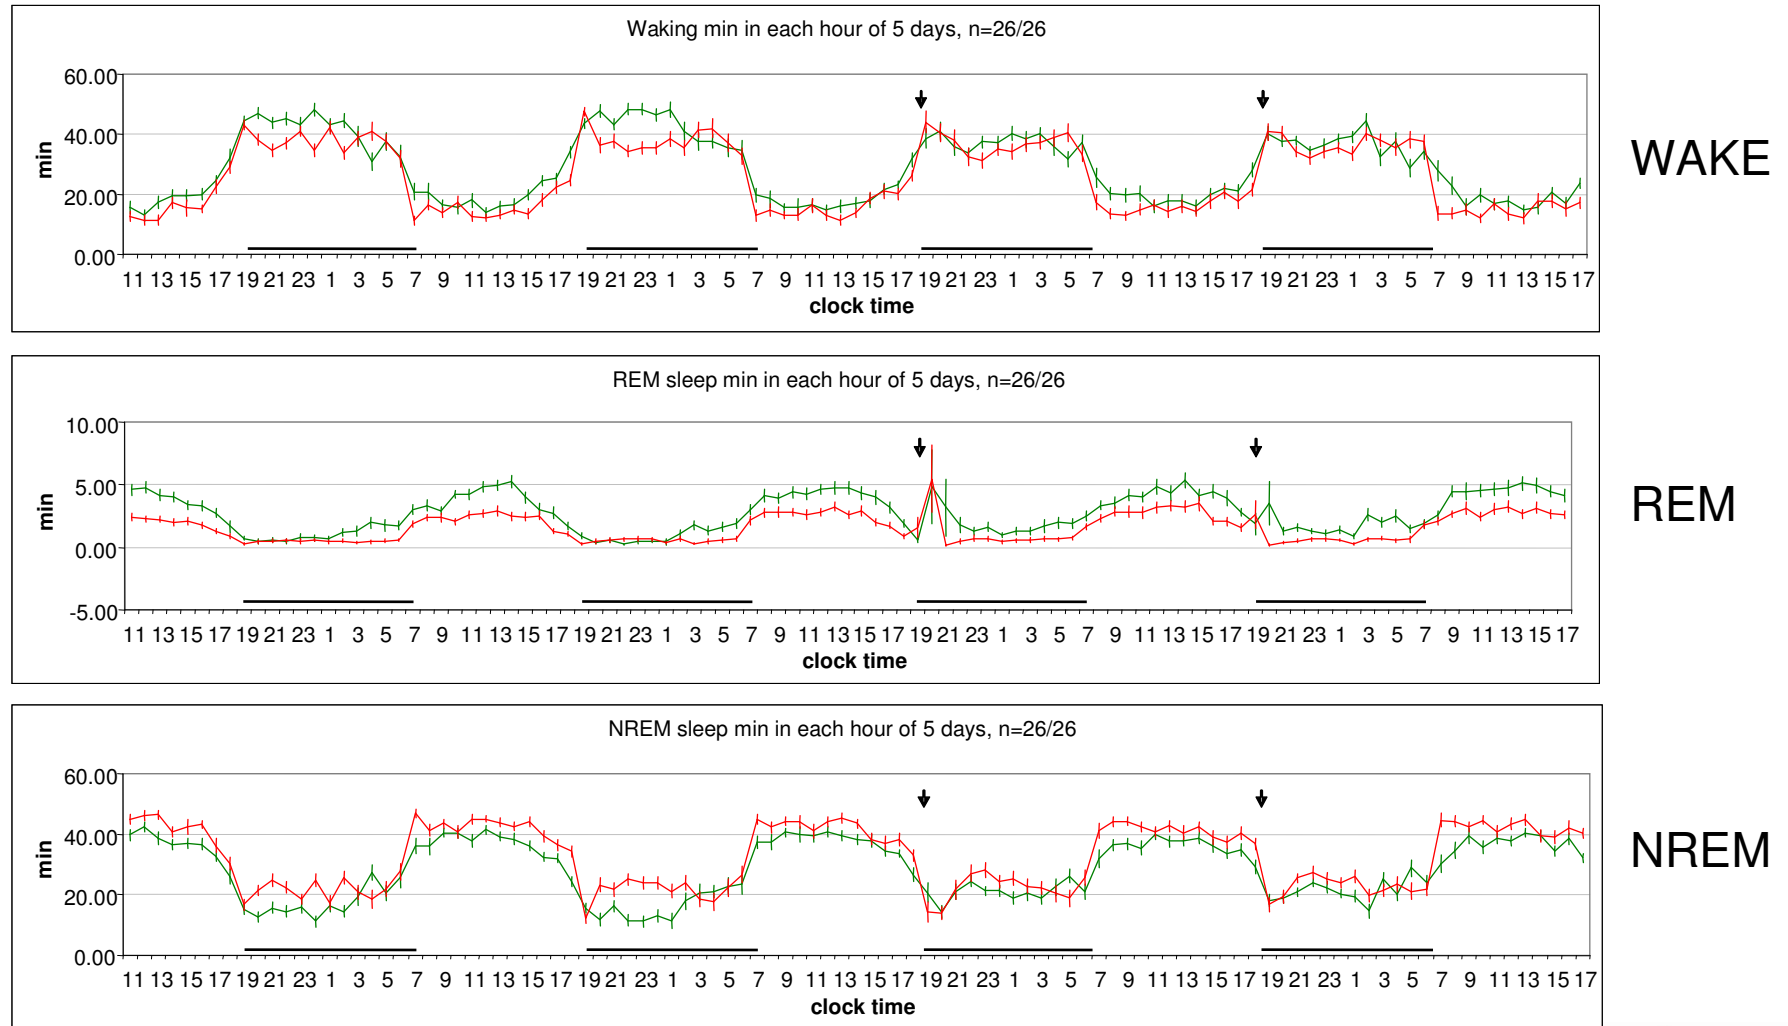 Waking min in each hour of 5 days, n=26/26
60.00
40.00
20.00
0.00
min
11 13 15 17 19 21 23 1 3 5 7 9 11 13 15 17 19 21 23 1 3 5 7 9 11 13 15 17 19 21 23 1 3 5 7 9 11 13 15 17 19 21 23 1 3 5 7 9 11 13 15 17
clock time
WAKE
REM sleep min in each hour of 5 days, n=26/26
10.00
5.00
0.00
-5.00
min
11 13 15 17 19 21 23 1 3 5 7 9 11 13 15 17 19 21 23 1 3 5 7 9 11 13 15 17 19 21 23 1 3 5 7 9 11 13 15 17 19 21 23 1 3 5 7 9 11 13 15 17
clock time
REM
NREM sleep min in each hour of 5 days, n=26/26
60.00
40.00
20.00
0.00
min
11 13 15 17 19 21 23 1 3 5 7 9 11 13 15 17 19 21 23 1 3 5 7 9 11 13 15 17 19 21 23 1 3 5 7 9 11 13 15 17 19 21 23 1 3 5 7 9 11 13 15 17
clock time
NREM